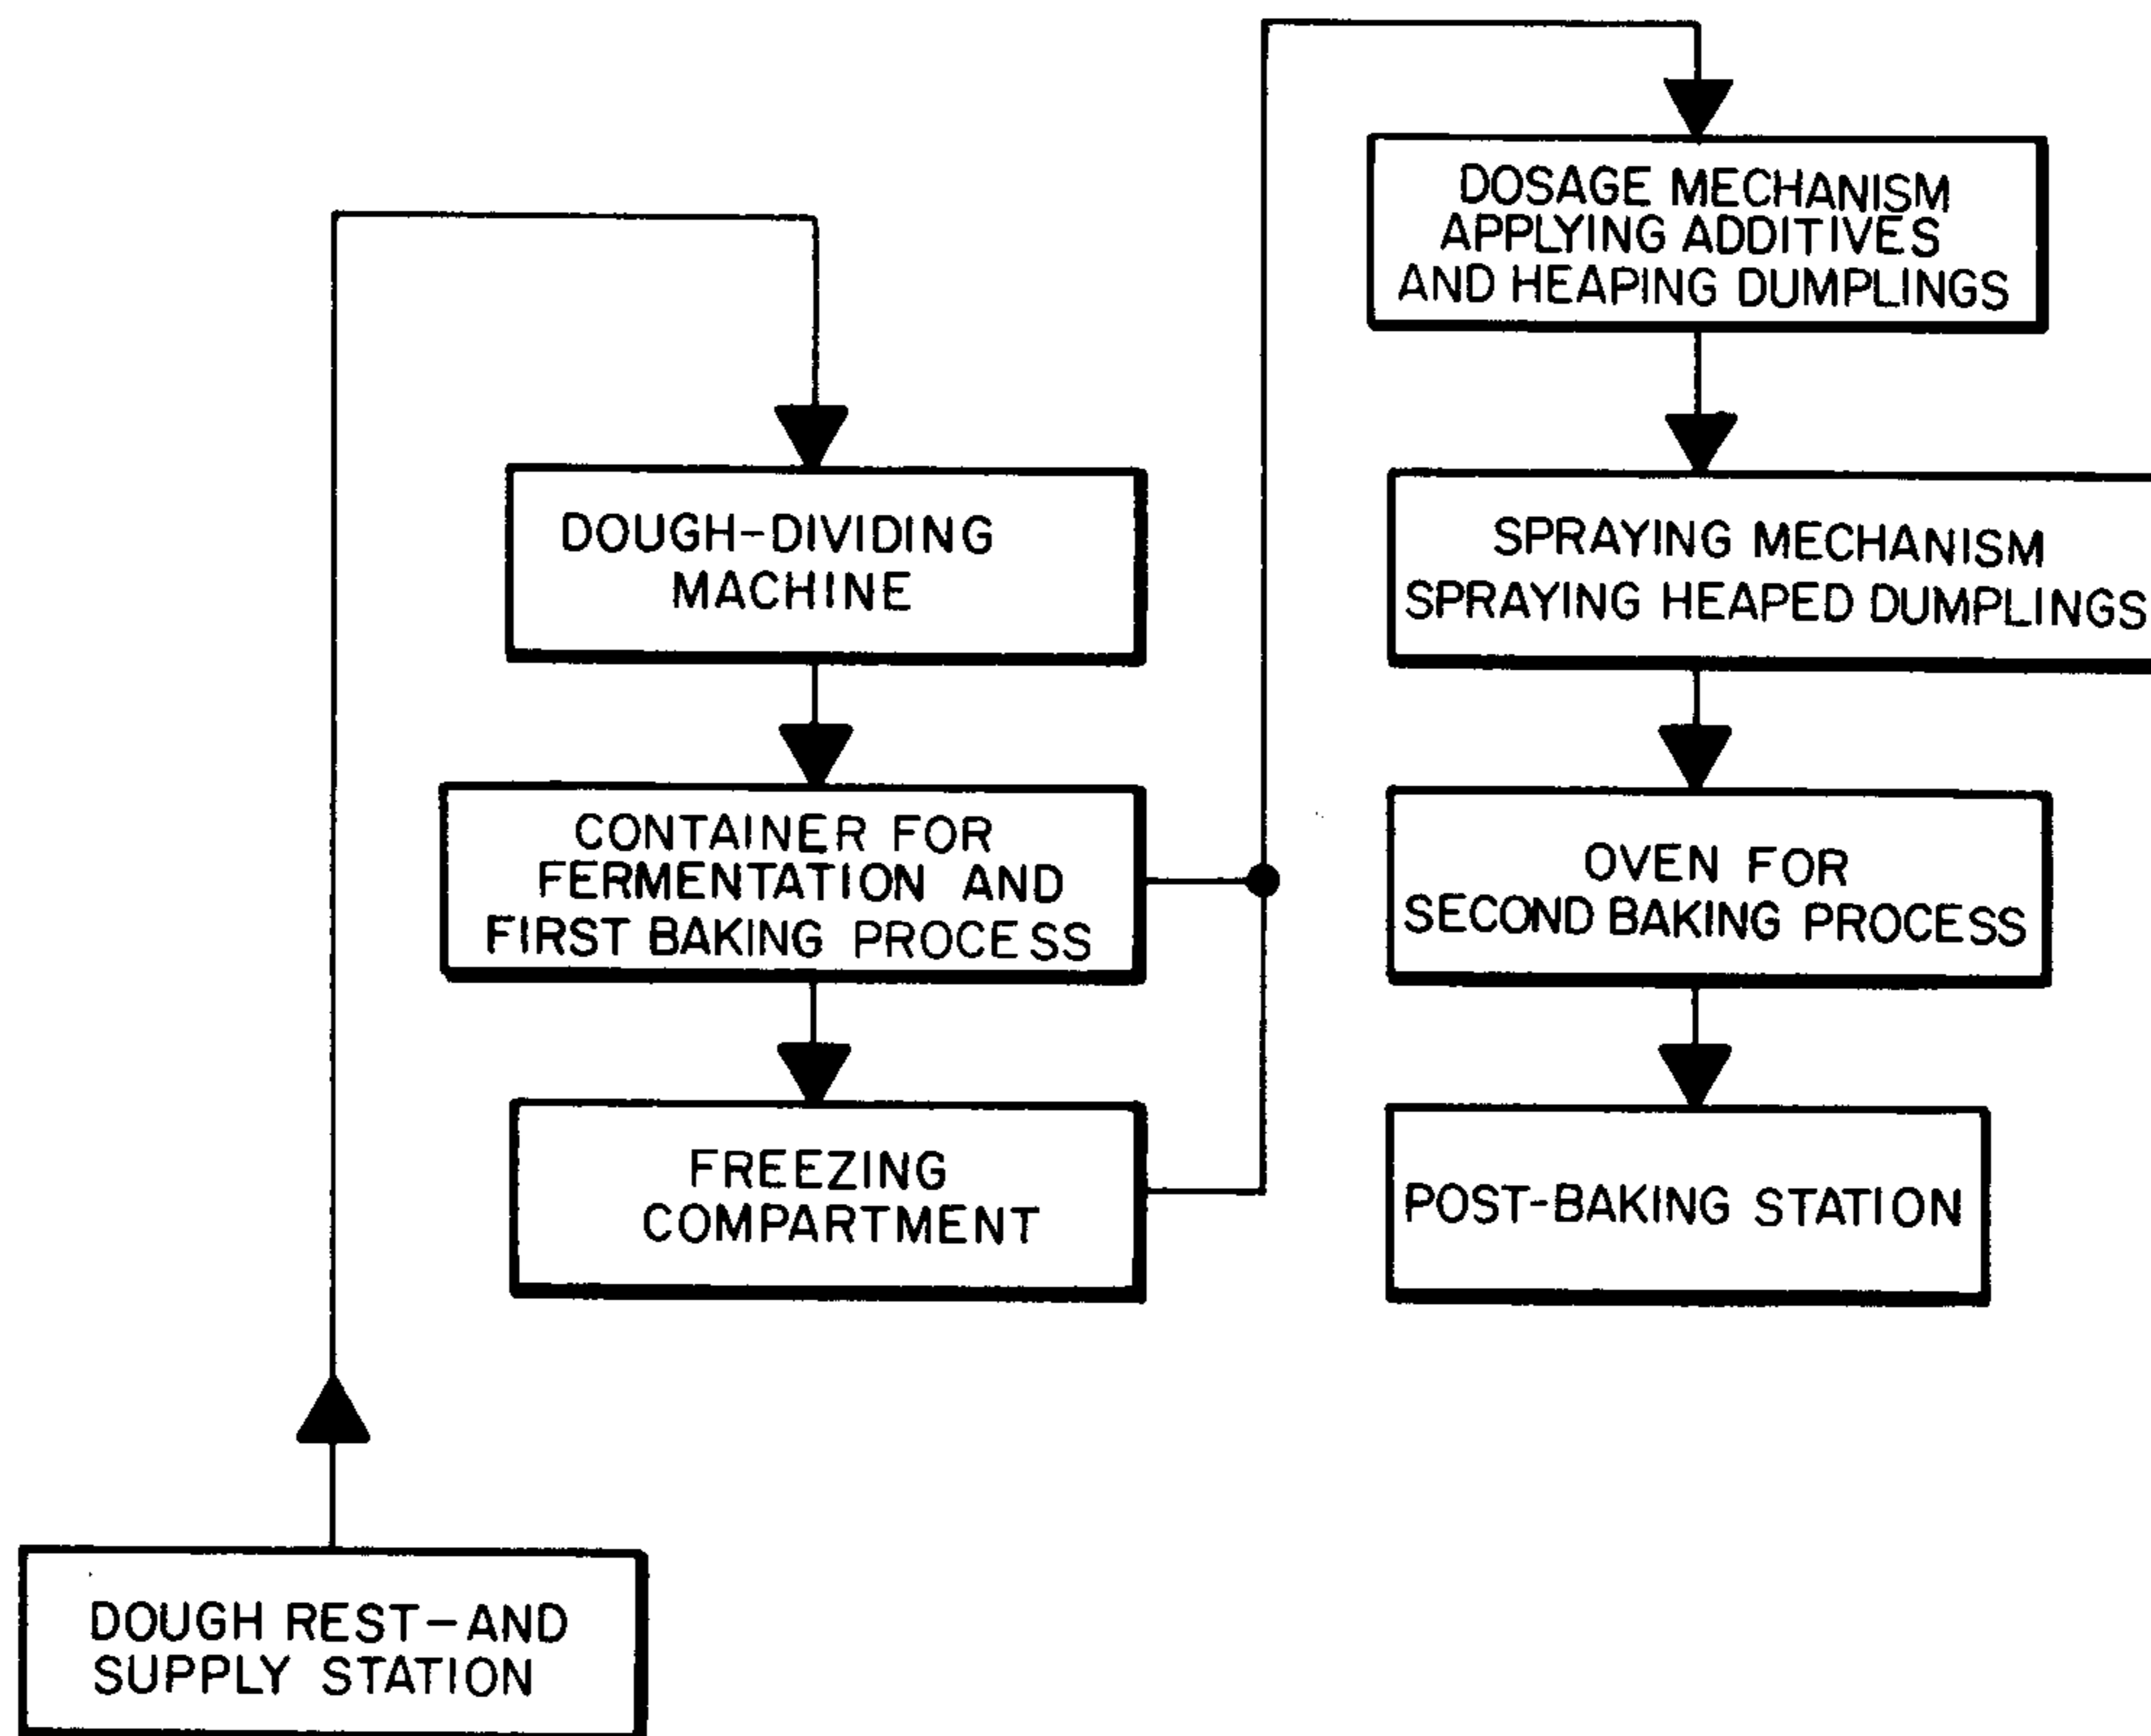 DOSAGE MECHANISM
APPLYING ADDITIVES
AND HEAPING DUMPLINGS
DOUGH-DIVIDING
MACHINE
SPRAYING MECHANISM
SPRAYING HEAPED DUMPLINGS
CONTAINER FOR
FERMENTATION AND
FIRST BAKING PROCESS
OVEN FOR
SECOND BAKING PROCESS
FREEZING
COMPARTMENT
POST-BAKING STATION
DOUGH REST-AND
SUPPLY STATION